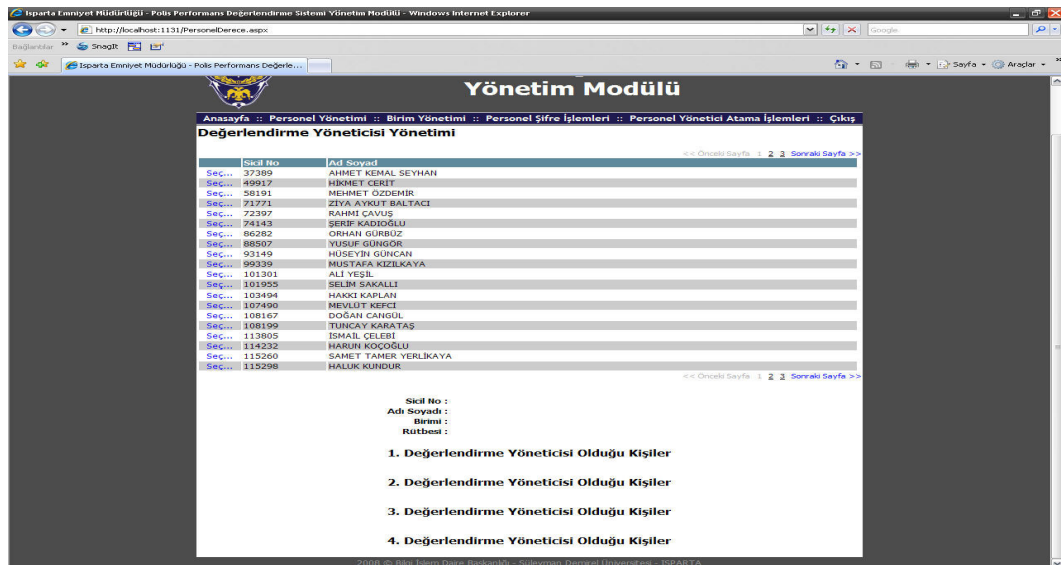 Isparta Emniyet Müdürlüğü - Polis Performans Değerlendirme Sistemi Yönetim Modülü - Windows Internet Explorer
http://localhost:1131/PersonelDerece.aspx
Google
Bağlantılar >> SnagIt
Isparta Emniyet Müdürlüğü - Polis Performans Değerle...
Sayfa Araçlar >>
Yönetim Modülü
Anasayfa :: Personel Yönetimi :: Birim Yönetimi :: Personel Şifre İşlemleri :: Personel Yönetici Atama İşlemleri :: Çıkış
Değerlendirme Yöneticisi Yönetimi
<< Önceki Sayfa 1 2 3 Sonraki Sayfa >>
Sicil No Ad Soyad
Seç... 37389 AHMET KEMAL SEYHAN
Seç... 49917 HİKMET CERİT
Seç... 58191 MEHMET ÖZDEMİR
Seç... 71771 ZİYA AYKUT BALTACI
Seç... 72397 RAHMİ ÇAVUŞ
Seç... 74143 ŞERİF KADIOĞLU
Seç... 86282 ORHAN GÜRBÜZ
Seç... 88507 YUSUF GÜNGÖR
Seç... 93149 HÜSEYİN GÜNCAN
Seç... 99339 MUSTAFA KIZILKAYA
Seç... 101301 ALİ YEŞİL
Seç... 101955 SELİM SAKALLI
Seç... 103494 HAKKI KAPLAN
Seç... 107490 MEVLÜT KEFCİ
Seç... 108167 DOĞAN CANGÜL
Seç... 108199 TUNCAY KARATAŞ
Seç... 113805 İSMAİL ÇELEBİ
Seç... 114232 HARUN KOÇOĞLU
Seç... 115260 SAMET TAMER YERLİKAYA
Seç... 115298 HALUK KUNDUR
<< Önceki Sayfa 1 2 3 Sonraki Sayfa >>
Sicil No :
Adı Soyadı :
Birimi :
Rütbesi :
1. Değerlendirme Yöneticisi Olduğu Kişiler
2. Değerlendirme Yöneticisi Olduğu Kişiler
3. Değerlendirme Yöneticisi Olduğu Kişiler
4. Değerlendirme Yöneticisi Olduğu Kişiler
2008 © Bilgi İşlem Daire Başkanlığı - Süleyman Demirel Üniversitesi - ISPARTA